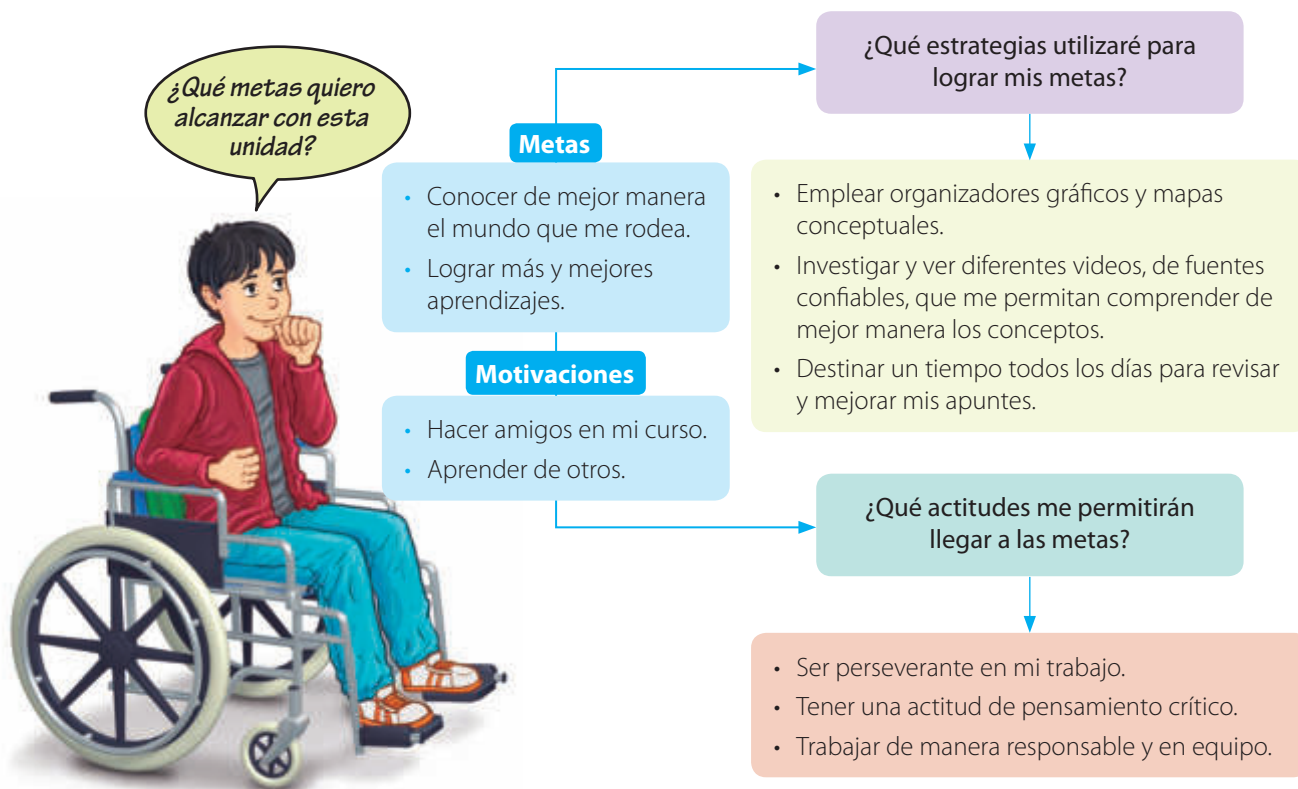 ¿Qué metas quiero
alcanzar con esta
unidad?
Metas
• Conocer de mejor manera
el mundo que me rodea.
• Lograr más y mejores
aprendizajes.
Motivaciones
• Hacer amigos en mi curso.
• Aprender de otros.
¿Qué estrategias utilizaré para
lograr mis metas?
• Emplear organizadores gráficos y mapas
conceptuales.
• Investigar y ver diferentes videos, de fuentes
confiables, que me permitan comprender de
mejor manera los conceptos.
• Destinar un tiempo todos los días para revisar
y mejorar mis apuntes.
¿Qué actitudes me permitirán
llegar a las metas?
• Ser perseverante en mi trabajo.
• Tener una actitud de pensamiento crítico.
• Trabajar de manera responsable y en equipo.